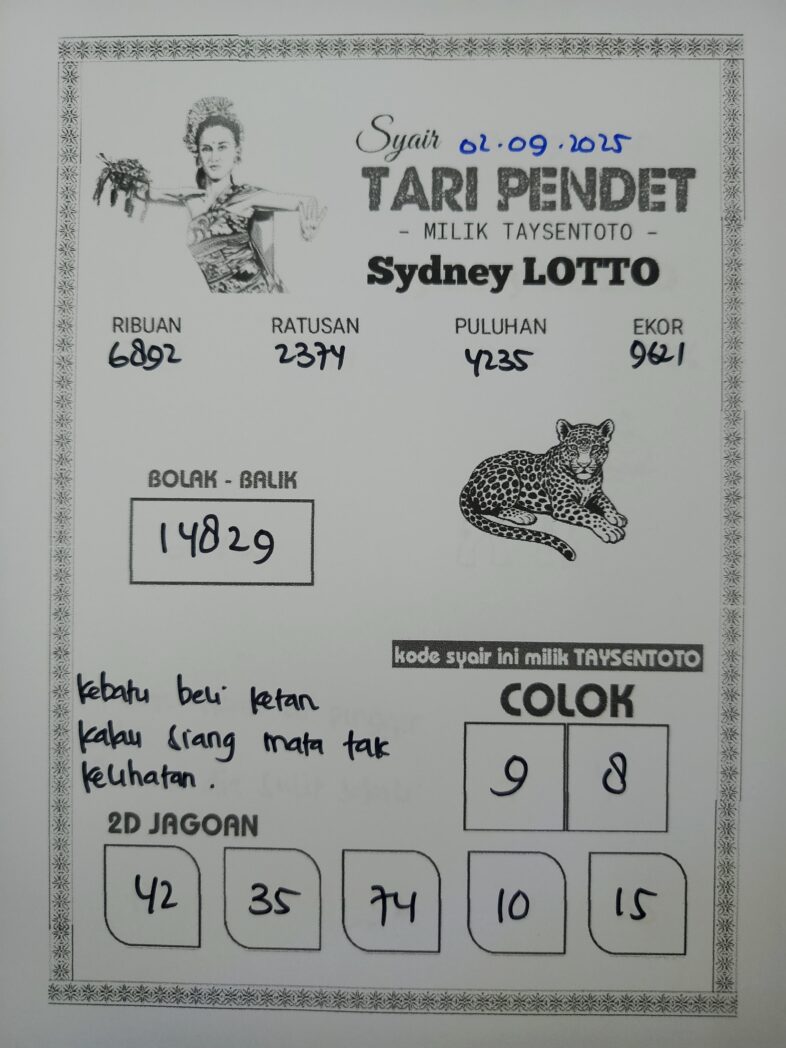 Syair 02.09.2025
TARI PENDET
- MILIK TAYSENTOTO -
Sydney LOTTO
RIBUAN RATUSAN PULUHAN EKOR
6892 2374 4235 9621
BOLAK - BALIK
14829
kode syair ini milik TAYSENTOTO
kebatu beli ketan
kalau siang mata tak
kelihatan.
COLOK
9 8
2D JAGOAN
42 35 74 10 15